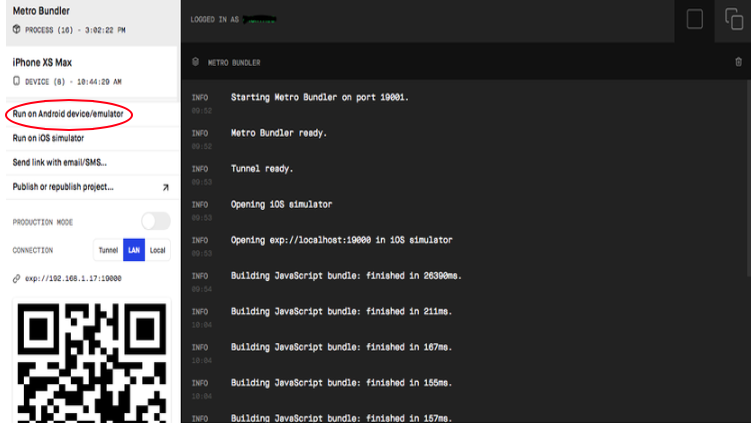 Metro Bundler
PROCESS (16) - 3:02:22 PM
iPhone XS Max
DEVICE (8) - 10:44:29 AM
Run on Android device/emulator
Run on iOS simulator
Send link with email/SMS...
Publish or republish project...
PRODUCTION MODE
CONNECTION Tunnel LAN Local
exp://192.168.1.17:19000
LOGGED IN AS
METRO BUNDLER
INFO Starting Metro Bundler on port 19001.
09:52
INFO Metro Bundler ready.
09:52
INFO Tunnel ready.
09:53
INFO Opening iOS simulator
09:53
INFO Opening exp://localhost:19000 in iOS simulator
09:53
INFO Building JavaScript bundle: finished in 26390ms.
09:54
INFO Building JavaScript bundle: finished in 211ms.
10:04
INFO Building JavaScript bundle: finished in 167ms.
10:04
INFO Building JavaScript bundle: finished in 155ms.
10:04
INFO Building JavaScript bundle: finished in 157ms.